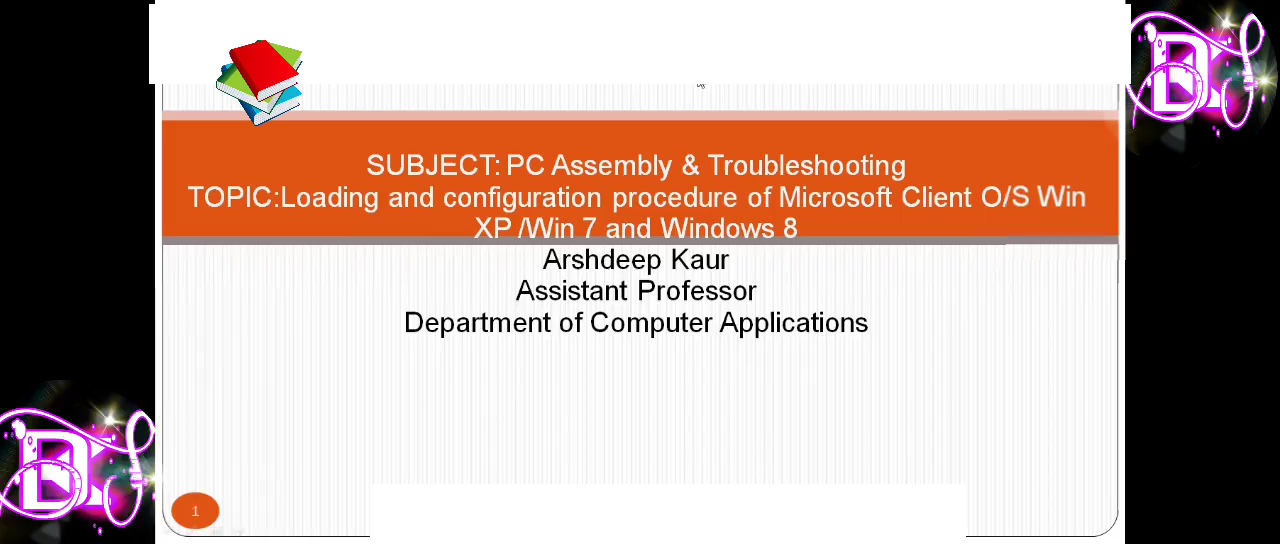 SUBJECT: PC Assembly & Troubleshooting
TOPIC:Loading and configuration procedure of Microsoft Client O/S Win
XP /Win 7 and Windows 8
Arshdeep Kaur
Assistant Professor
Department of Computer Applications
1